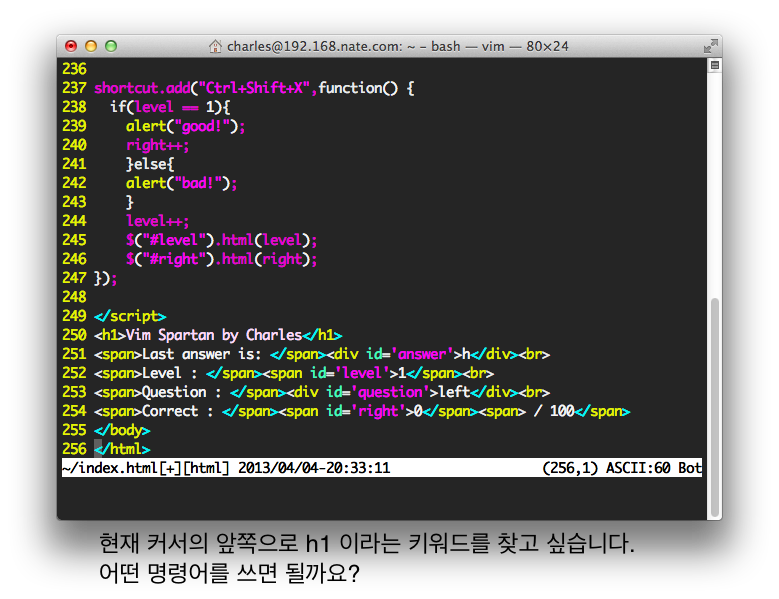 charles@192.168.nate.com: ~ – bash — vim — 80×24
236
237 shortcut.add("Ctrl+Shift+X",function() {
238   if(level == 1){
239     alert("good!");
240     right++;
241     }else{
242     alert("bad!");
243     }
244     level++;
245     $("#level").html(level);
246     $("#right").html(right);
247 });
248
249 </script>
250 <h1>Vim Spartan by Charles</h1>
251 <span>Last answer is: </span><div id='answer'>h</div><br>
252 <span>Level : </span><span id='level'>1</span><br>
253 <span>Question : </span><div id='question'>left</div><br>
254 <span>Correct : </span><span id='right'>0</span><span> / 100</span>
255 </body>
256 </html>
~/index.html[+][html] 2013/04/04-20:33:11 (256,1) ASCII:60 Bot
현재 커서의 앞쪽으로 h1 이라는 키워드를 찾고 싶습니다.
어떤 명령어를 쓰면 될까요?